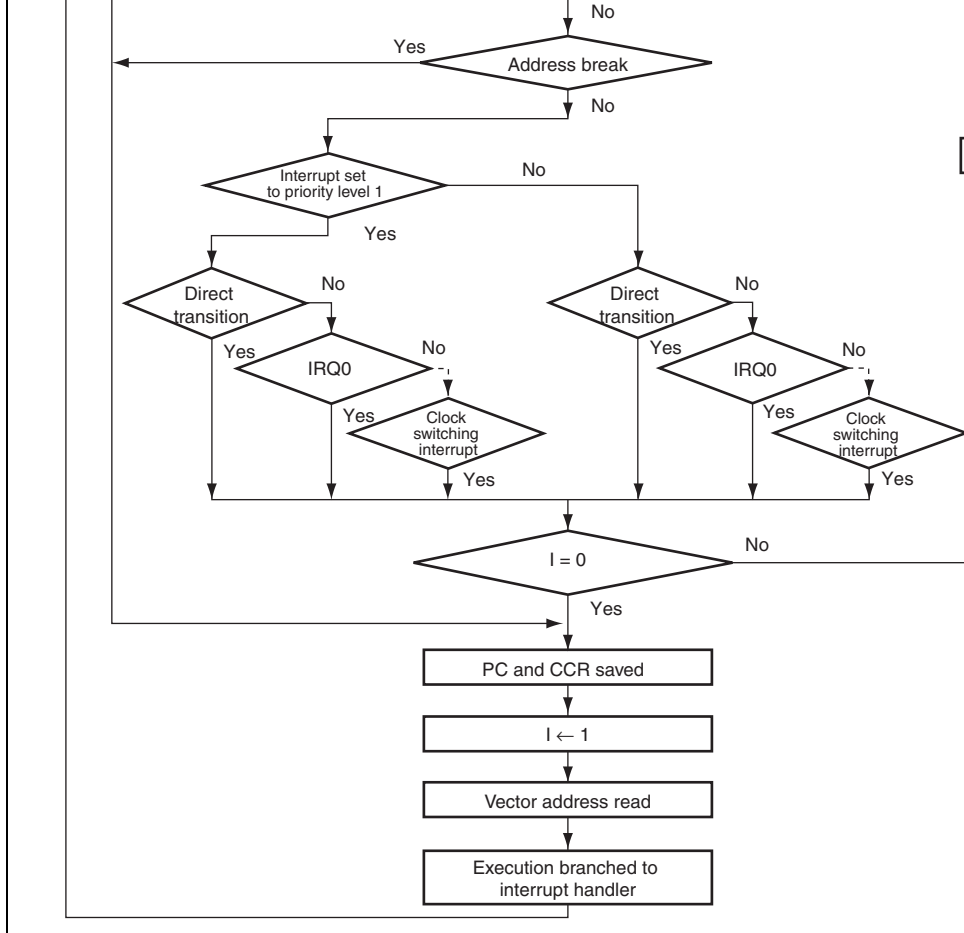 No
Yes
Address break
No
Interrupt set
to priority level 1
No
Yes
Direct
transition
No
Direct
transition
No
Yes
IRQ0
No
Yes
IRQ0
No
Yes
Clock
switching
interrupt
Yes
Clock
switching
interrupt
Yes
Yes
I = 0
No
Yes
PC and CCR saved
I ← 1
Vector address read
Execution branched to
interrupt handler